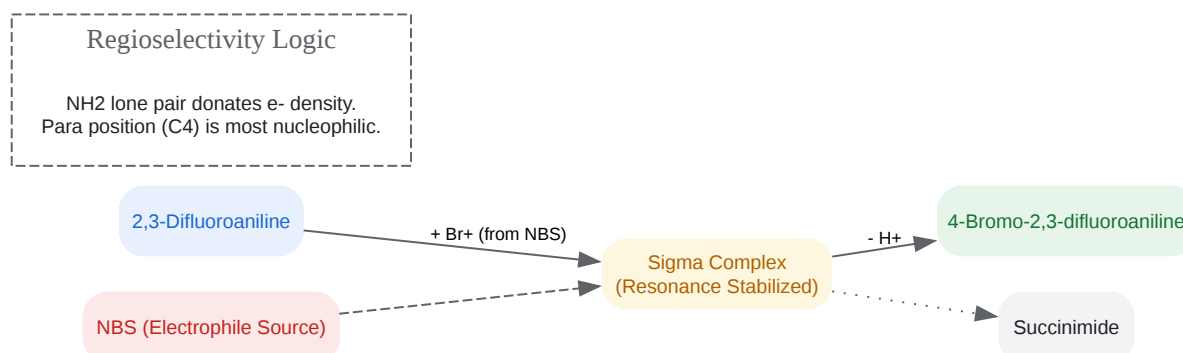 Regioselectivity Logic
NH2 lone pair donates e- density.
Para position (C4) is most nucleophilic.
2,3-Difluoroaniline
+ Br+ (from NBS)
Sigma Complex
(Resonance Stabilized)
- H+
4-Bromo-2,3-difluoroaniline
NBS (Electrophile Source)
Succinimide